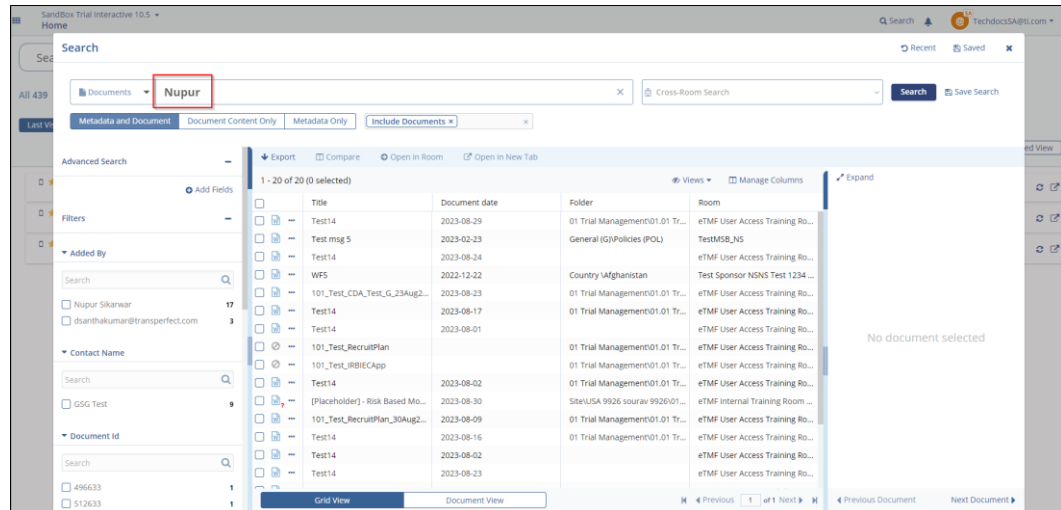 SandBox Trial Interactive 10.5
Home
Search
TechdocsSA@ti.com
Sea
All 439
Search
Recent
Saved
Documents
Nupur
Cross-Room Search
Search
Save Search
Metadata and Document
Document Content Only
Metadata Only
Include Documents ×
Advanced Search
Add Fields
Filters
Added By
Search
Nupur Sikarwar 17
dsanthakumar@transperfect.com 3
Contact Name
Search
GSG Test 9
Document Id
Search
496633 1
512633 1
Export Compare Open in Room Open in New Tab
1 - 20 of 20 (0 selected) Views Manage Columns
Title Document date Folder Room
Test14 2023-08-29 01 Trial Management\01.01 Tr... eTMF User Access Training Ro...
Test msg 5 2023-02-23 General (G)\Policies (POL) TestMSB_NS
Test14 2023-08-24 eTMF User Access Training Ro...
WF5 2022-12-22 Country \Afghanistan Test Sponsor NSNS Test 1234 ...
101_Test_CDA_Test_G_23Aug2... 2023-08-23 01 Trial Management\01.01 Tr... eTMF User Access Training Ro...
Test14 2023-08-17 01 Trial Management\01.01 Tr... eTMF User Access Training Ro...
Test14 2023-08-01 eTMF User Access Training Ro...
101_Test_RecruitPlan 01 Trial Management\01.01 Tr... eTMF User Access Training Ro...
101_Test_IRBIECApp 01 Trial Management\01.01 Tr... eTMF User Access Training Ro...
Test14 2023-08-02 01 Trial Management\01.01 Tr... eTMF User Access Training Ro...
[Placeholder] - Risk Based Mo... 2023-08-30 Site\USA 9926 sourav 9926\01... eTMF Internal Training Room ...
101_Test_RecruitPlan_30Aug2... 2023-08-09 01 Trial Management\01.01 Tr... eTMF User Access Training Ro...
Test14 2023-08-16 01 Trial Management\01.01 Tr... eTMF User Access Training Ro...
Test14 2023-08-02 eTMF User Access Training Ro...
Test14 2023-08-23 eTMF User Access Training Ro...
Grid View
Document View
Previous 1 of 1 Next
Expand
No document selected
Previous Document
Next Document
ed View